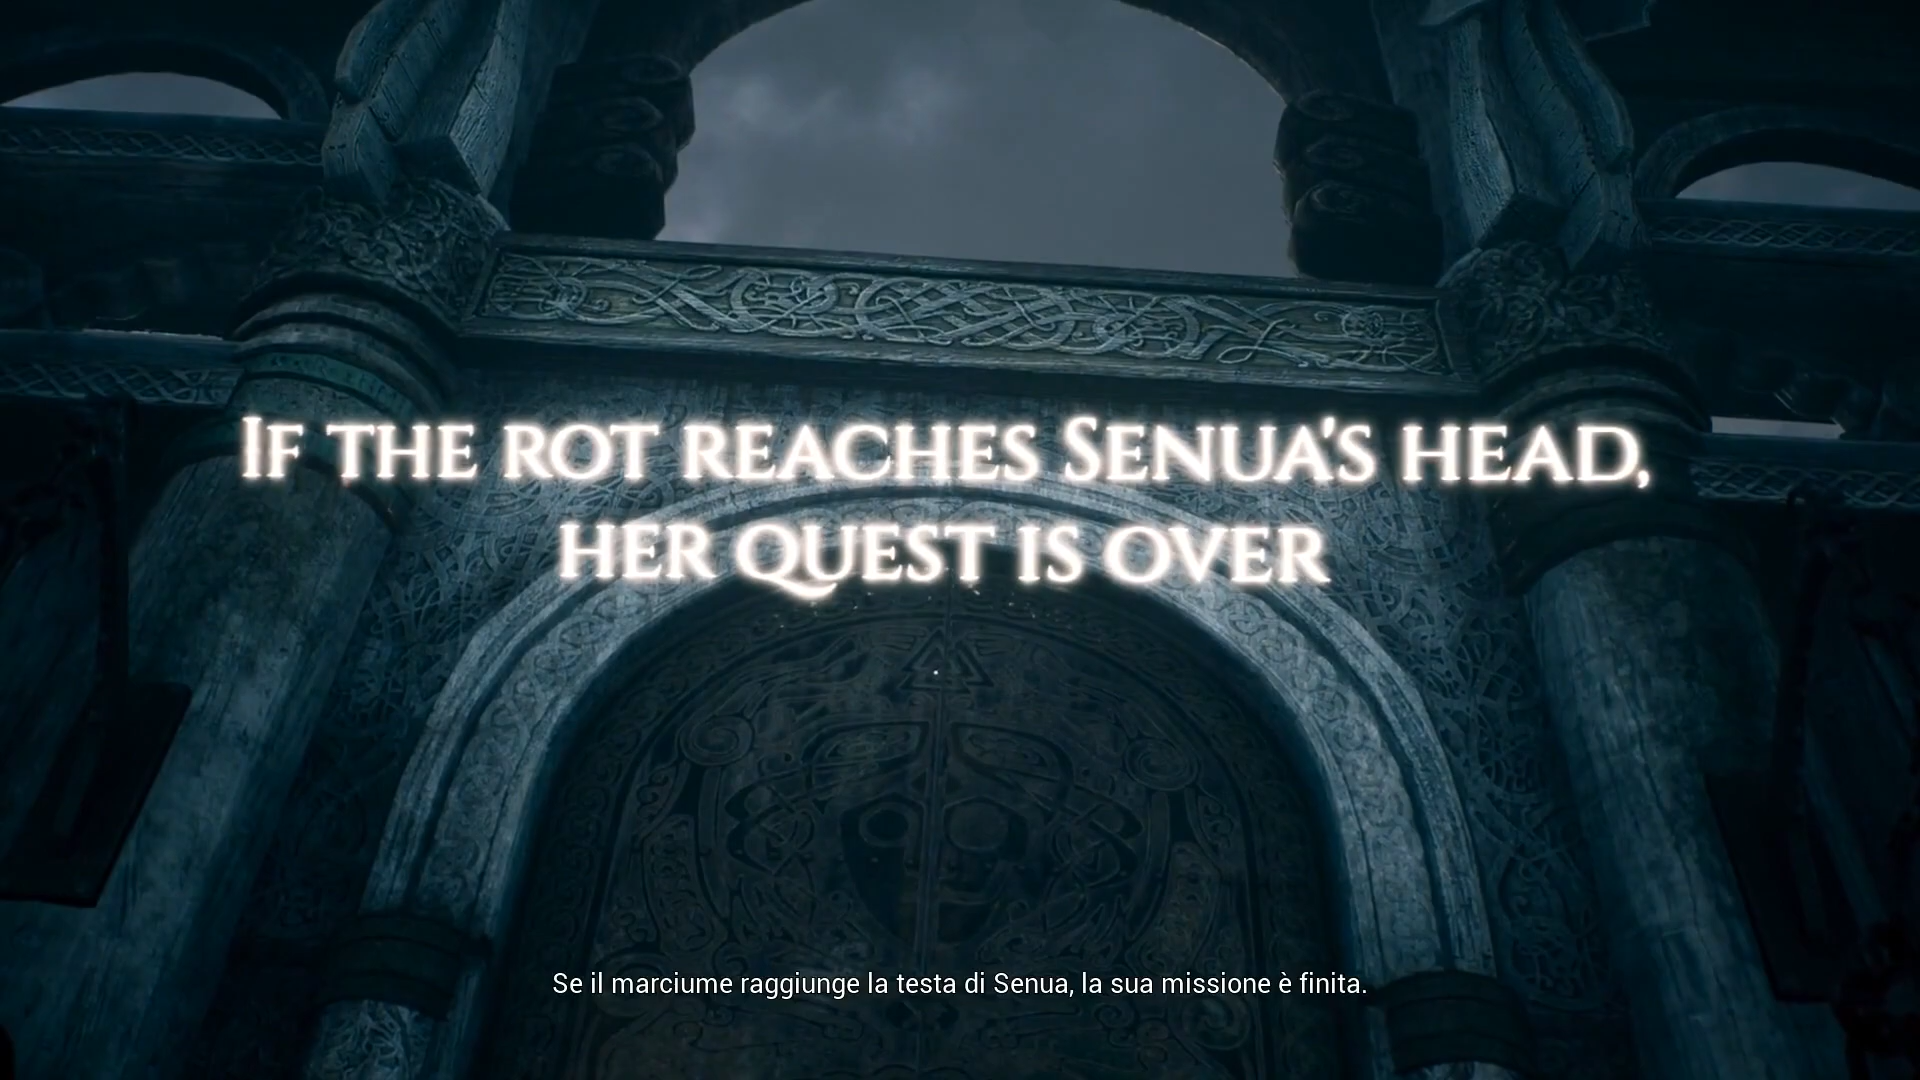 If the rot reaches Senua's head,
her quest is over
Se il marciume raggiunge la testa di Senua, la sua missione è finita.